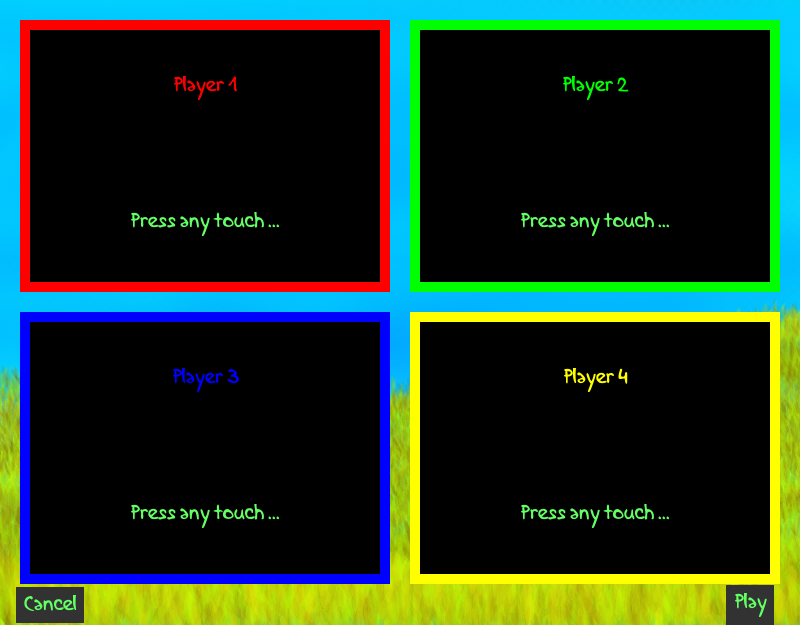 Player 1
Player 2
Press any touch ...
Press any touch ...
Player 3
Player 4
Press any touch ...
Press any touch ...
Cancel
Play